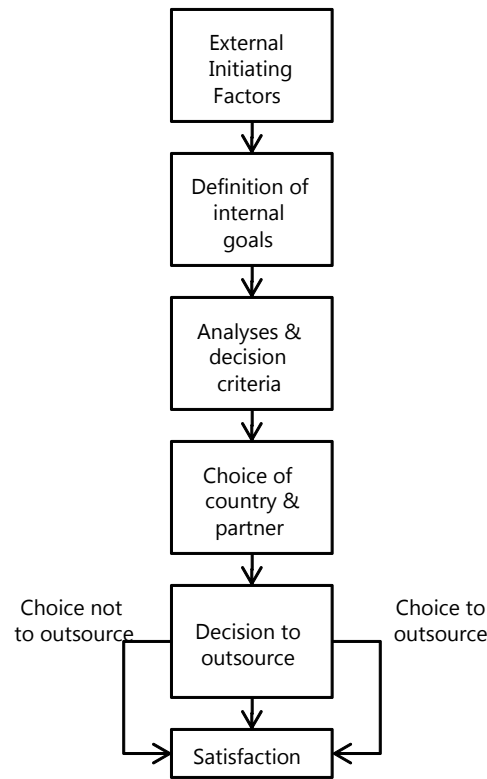 External
Initiating
Factors
Definition of
internal
goals
Analyses &
decision
criteria
Choice of
country &
partner
Choice not
to outsource
Decision to
outsource
Choice to
outsource
Satisfaction